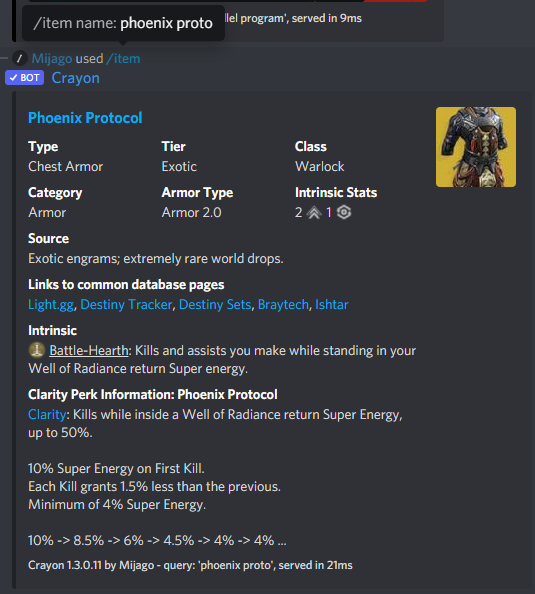 /item name: phoenix proto
llel program', served in 9ms
/ Mijago used /item
✓ BOT Crayon
Phoenix Protocol
Type Tier Class
Chest Armor Exotic Warlock
Category Armor Type Intrinsic Stats
Armor Armor 2.0 2 1
Source
Exotic engrams; extremely rare world drops.
Links to common database pages
Light.gg, Destiny Tracker, Destiny Sets, Braytech, Ishtar
Intrinsic
Battle-Hearth: Kills and assists you make while standing in your
Well of Radiance return Super energy.
Clarity Perk Information: Phoenix Protocol
Clarity: Kills while inside a Well of Radiance return Super Energy,
up to 50%.
10% Super Energy on First Kill.
Each Kill grants 1.5% less than the previous.
Minimum of 4% Super Energy.
10% -> 8.5% -> 6% -> 4.5% -> 4% -> 4% ...
Crayon 1.3.0.11 by Mijago - query: 'phoenix proto', served in 21ms